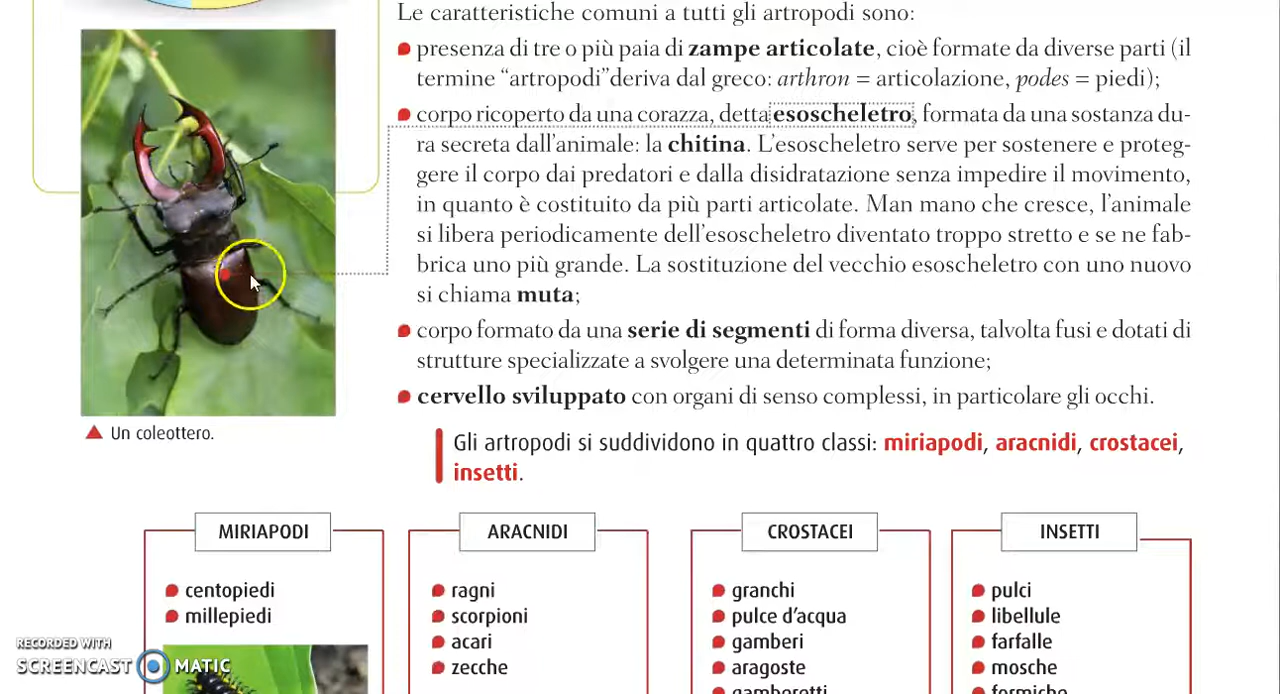 Le caratteristiche comuni a tutti gli artropodi sono:
presenza di tre o più paia di zampe articolate, cioè formate da diverse parti (il
termine “artropodi”deriva dal greco: arthron = articolazione, podes = piedi);
corpo ricoperto da una corazza, detta esoscheletro, formata da una sostanza du-
ra secreta dall’animale: la chitina. L’esoscheletro serve per sostenere e proteg-
gere il corpo dai predatori e dalla disidratazione senza impedire il movimento,
in quanto è costituito da più parti articolate. Man mano che cresce, l’animale
si libera periodicamente dell’esoscheletro diventato troppo stretto e se ne fab-
brica uno più grande. La sostituzione del vecchio esoscheletro con uno nuovo
si chiama muta;
corpo formato da una serie di segmenti di forma diversa, talvolta fusi e dotati di
strutture specializzate a svolgere una determinata funzione;
cervello sviluppato con organi di senso complessi, in particolare gli occhi.
Un coleottero.
Gli artropodi si suddividono in quattro classi: miriapodi, aracnidi, crostacei,
insetti.
MIRIAPODI
centopiedi
millepiedi
ARACNIDI
ragni
scorpioni
acari
zecche
CROSTACEI
granchi
pulce d’acqua
gamberi
aragoste
gamberetti
INSETTI
pulci
libellule
farfalle
mosche
formiche
RECORDED WITH
SCREENCAST MATIC